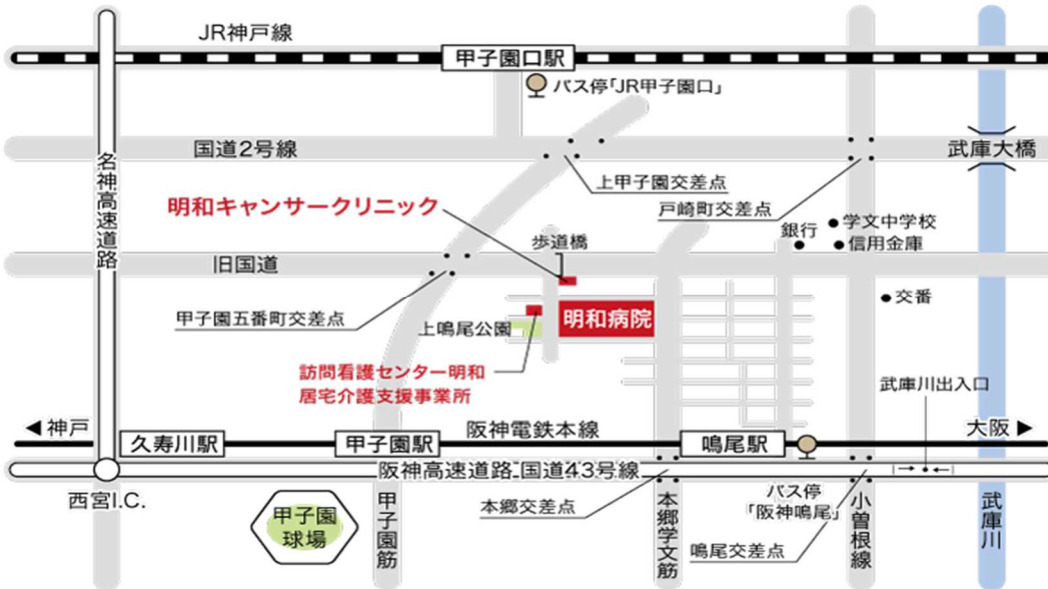 JR神戸線
甲子園口駅
バス停「JR甲子園口」
国道2号線
武庫大橋
名神高速道路
上甲子園交差点
戸崎町交差点
明和キャンサークリニック
学文中学校
銀行
信用金庫
歩道橋
旧国道
交番
甲子園五番町交差点
上鳴尾公園
明和病院
訪問看護センター明和
居宅介護支援事業所
武庫川出入口
◀神戸
久寿川駅
甲子園駅
阪神電鉄本線
鳴尾駅
大阪▶
阪神高速道路 国道43号線
西宮I.C.
甲子園
球場
甲子園筋
本郷交差点
本郷学文筋
バス停
「阪神鳴尾」
鳴尾交差点
小曽根線
武庫川